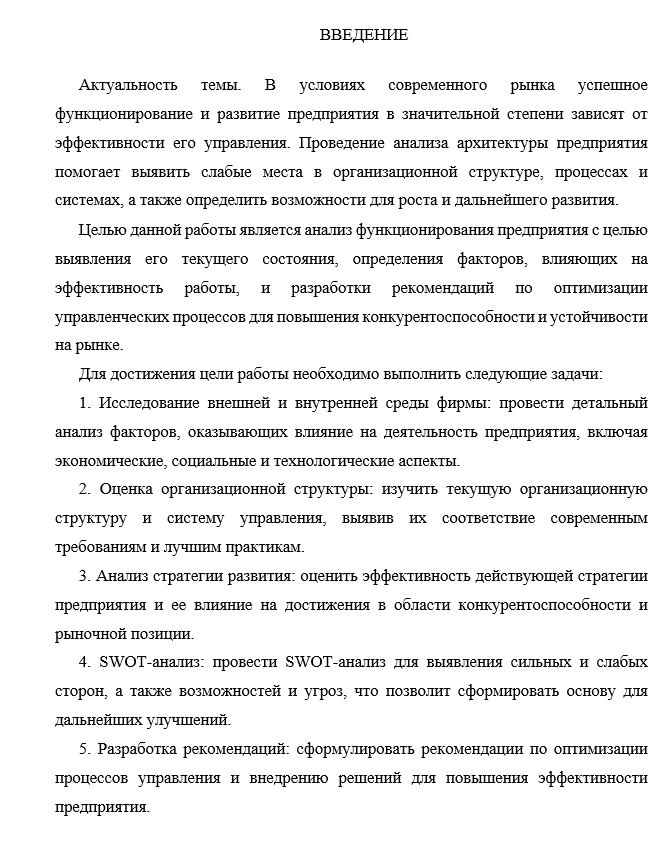 ВВЕДЕНИЕ
Актуальность темы. В условиях современного рынка успешное
функционирование и развитие предприятия в значительной степени зависят от
эффективности его управления. Проведение анализа архитектуры предприятия
помогает выявить слабые места в организационной структуре, процессах и
системах, а также определить возможности для роста и дальнейшего развития.
Целью данной работы является анализ функционирования предприятия с целью
выявления его текущего состояния, определения факторов, влияющих на
эффективность работы, и разработки рекомендаций по оптимизации
управленческих процессов для повышения конкурентоспособности и устойчивости
на рынке.
Для достижения цели работы необходимо выполнить следующие задачи:
1. Исследование внешней и внутренней среды фирмы: провести детальный
анализ факторов, оказывающих влияние на деятельность предприятия, включая
экономические, социальные и технологические аспекты.
2. Оценка организационной структуры: изучить текущую организационную
структуру и систему управления, выявив их соответствие современным
требованиям и лучшим практикам.
3. Анализ стратегии развития: оценить эффективность действующей стратегии
предприятия и ее влияние на достижения в области конкурентоспособности и
рыночной позиции.
4. SWOT-анализ: провести SWOT-анализ для выявления сильных и слабых
сторон, а также возможностей и угроз, что позволит сформировать основу для
дальнейших улучшений.
5. Разработка рекомендаций: сформулировать рекомендации по оптимизации
процессов управления и внедрению решений для повышения эффективности
предприятия.